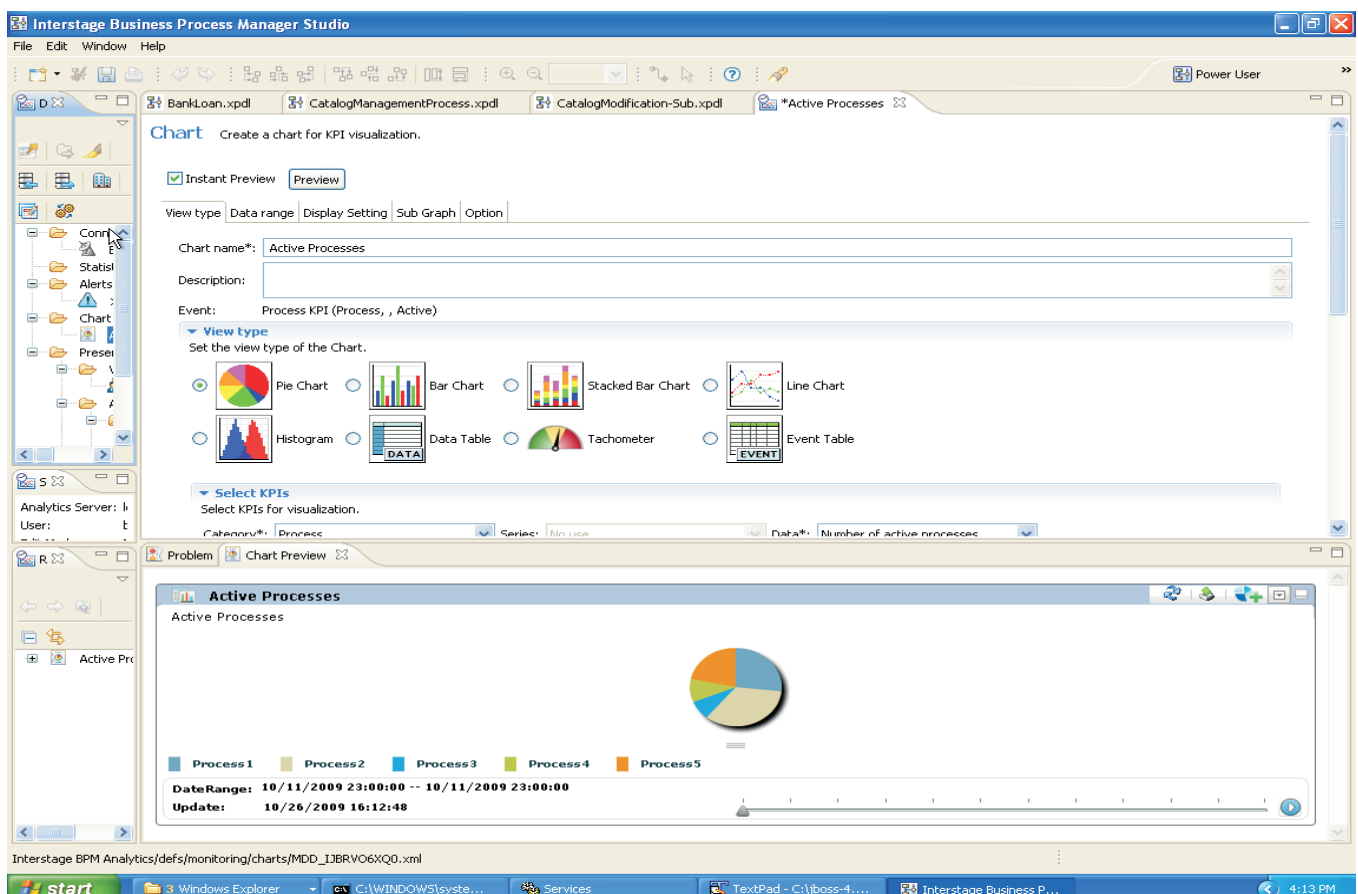 Interstage Business Process Manager Studio
File Edit Window Help
Power User
D
BankLoan.xpdl CatalogManagementProcess.xpdl CatalogModification-Sub.xpdl *Active Processes
Chart Create a chart for KPI visualization.
Instant Preview Preview
View type Data range Display Setting Sub Graph Option
Chart name*: Active Processes
Description:
Event: Process KPI (Process, , Active)
View type
Set the view type of the Chart.
Pie Chart Bar Chart Stacked Bar Chart Line Chart
Histogram DATA Data Table Tachometer EVENT Event Table
Select KPIs
Select KPIs for visualization.
Category*: Process Series: No use Data*: Number of active processes
Alerts
Chart
S
Analytics Server:
User:
R
Active Pro
Problem Chart Preview
Active Processes
Active Processes
Process1 Process2 Process3 Process4 Process5
DateRange: 10/11/2009 23:00:00 -- 10/11/2009 23:00:00
Update: 10/26/2009 16:12:48
Interstage BPM Analytics/defs/monitoring/charts/MDD_IJBRVO6XQ0.xml
start 3 Windows Explorer C:\WINDOWS\syste... Services TextPad - C:\jboss-4.... Interstage Business P... 4:13 PM